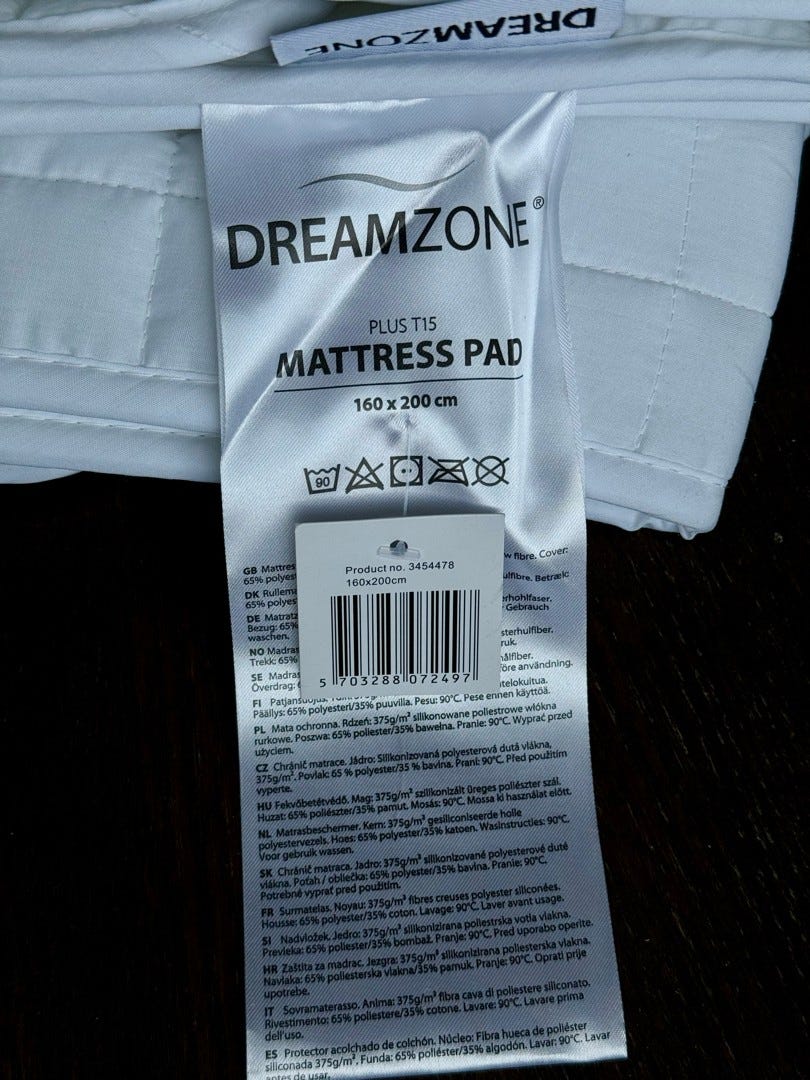 DREAMZONE
DREAMZONE®
PLUS T15
MATTRESS PAD
160 x 200 cm
90
Product no. 3454478
160x200cm
5 703288 072497
GB Mattres
w fibre. Cover:
65% polyes
DK Rullema
ulfibre. Betræk:
65% polyes
DE Matratz
erhohlfaser.
Bezug: 65%
Gebrauch
waschen.
NO Madras
sterhulfiber.
Trekk: 65%
ruk.
SE Madras
hålfiber.
Överdrag:
före användning.
FI Patjansuojus.
telokuitua.
Päällys: 65% polyesteri/35% puuvilla. Pesu: 90°C. Pese ennen käyttöä.
PL Mata ochronna. Rdzeń: 375g/m² silikonowane poliestrowe włókna
rurkowe. Poszwa: 65% poliester/35% bawełna. Pranie: 90°C. Wyprać przed
użyciem.
CZ Chránič matrace. Jádro: Silikonizovaná polyesterová dutá vlákna,
375g/m². Povlak: 65 % polyester/35 % bavlna. Praní: 90°C. Před použitím
vyperte.
HU Fekvőbetétvédő. Mag: 375g/m² szilikonizált üreges poliészter szál.
Huzat: 65% poliészter/35% pamut. Mosás: 90°C. Mossa ki használat előtt.
NL Matrasbeschermer. Kern: 375g/m² gesiliconiseerde holle
polyestervezels. Hoes: 65% polyester/35% katoen. Wasinstructies: 90°C.
Voor gebruik wassen.
SK Chránič matraca. Jadro: 375g/m² silikonizované polyesterové duté
vlákna. Poťah / obliečka: 65% polyester/35% bavlna. Pranie: 90°C.
Potrebné vyprať pred použitím.
FR Surmatelas. Noyau: 375g/m² fibres creuses polyester siliconées.
Housse: 65% polyester/35% coton. Lavage: 90°C. Laver avant usage.
SI Nadvložek. Jedro: 375g/m² silikonizirana poliestrska votla vlakna.
Prevleka: 65% poliester/35% bombaž. Pranje: 90°C. Pred uporabo operite.
HR Zaštita za madrac. Jezgra: 375g/m² silikonizirana poliesterska vlakna.
Navlaka: 65% poliesterska vlakna/35% pamuk. Pranje: 90°C. Oprati prije
upotrebe.
IT Sovramaterasso. Anima: 375g/m² fibra cava di poliestere siliconato.
Rivestimento: 65% poliestere/35% cotone. Lavare: 90°C. Lavare prima
dell'uso.
ES Protector acolchado de colchón. Núcleo: Fibra hueca de poliéster
siliconada 375g/m². Funda: 65% poliéster/35% algodón. Lavar: 90°C. Lavar
antes de usar.